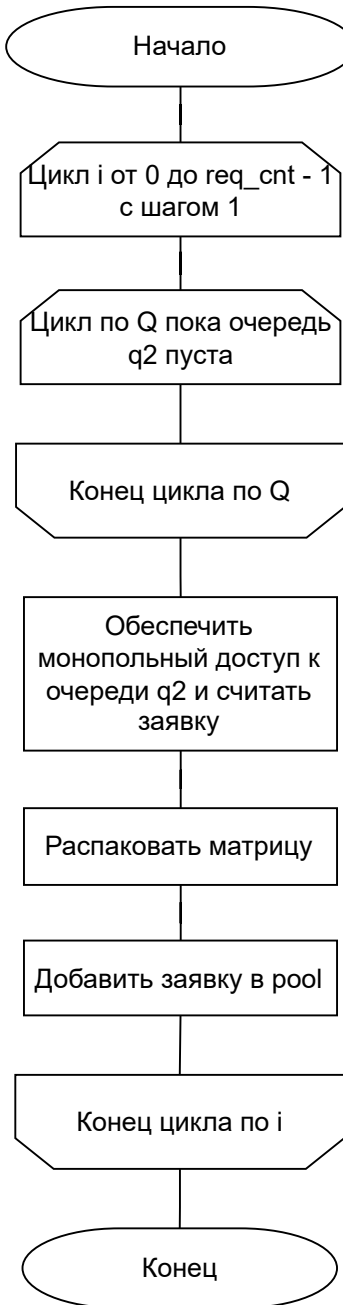 Начало
Цикл i от 0 до req_cnt - 1
с шагом 1
Цикл по Q пока очередь
q2 пуста
Конец цикла по Q
Обеспечить
монопольный доступ к
очереди q2 и считать
заявку
Распаковать матрицу
Добавить заявку в pool
Конец цикла по i
Конец